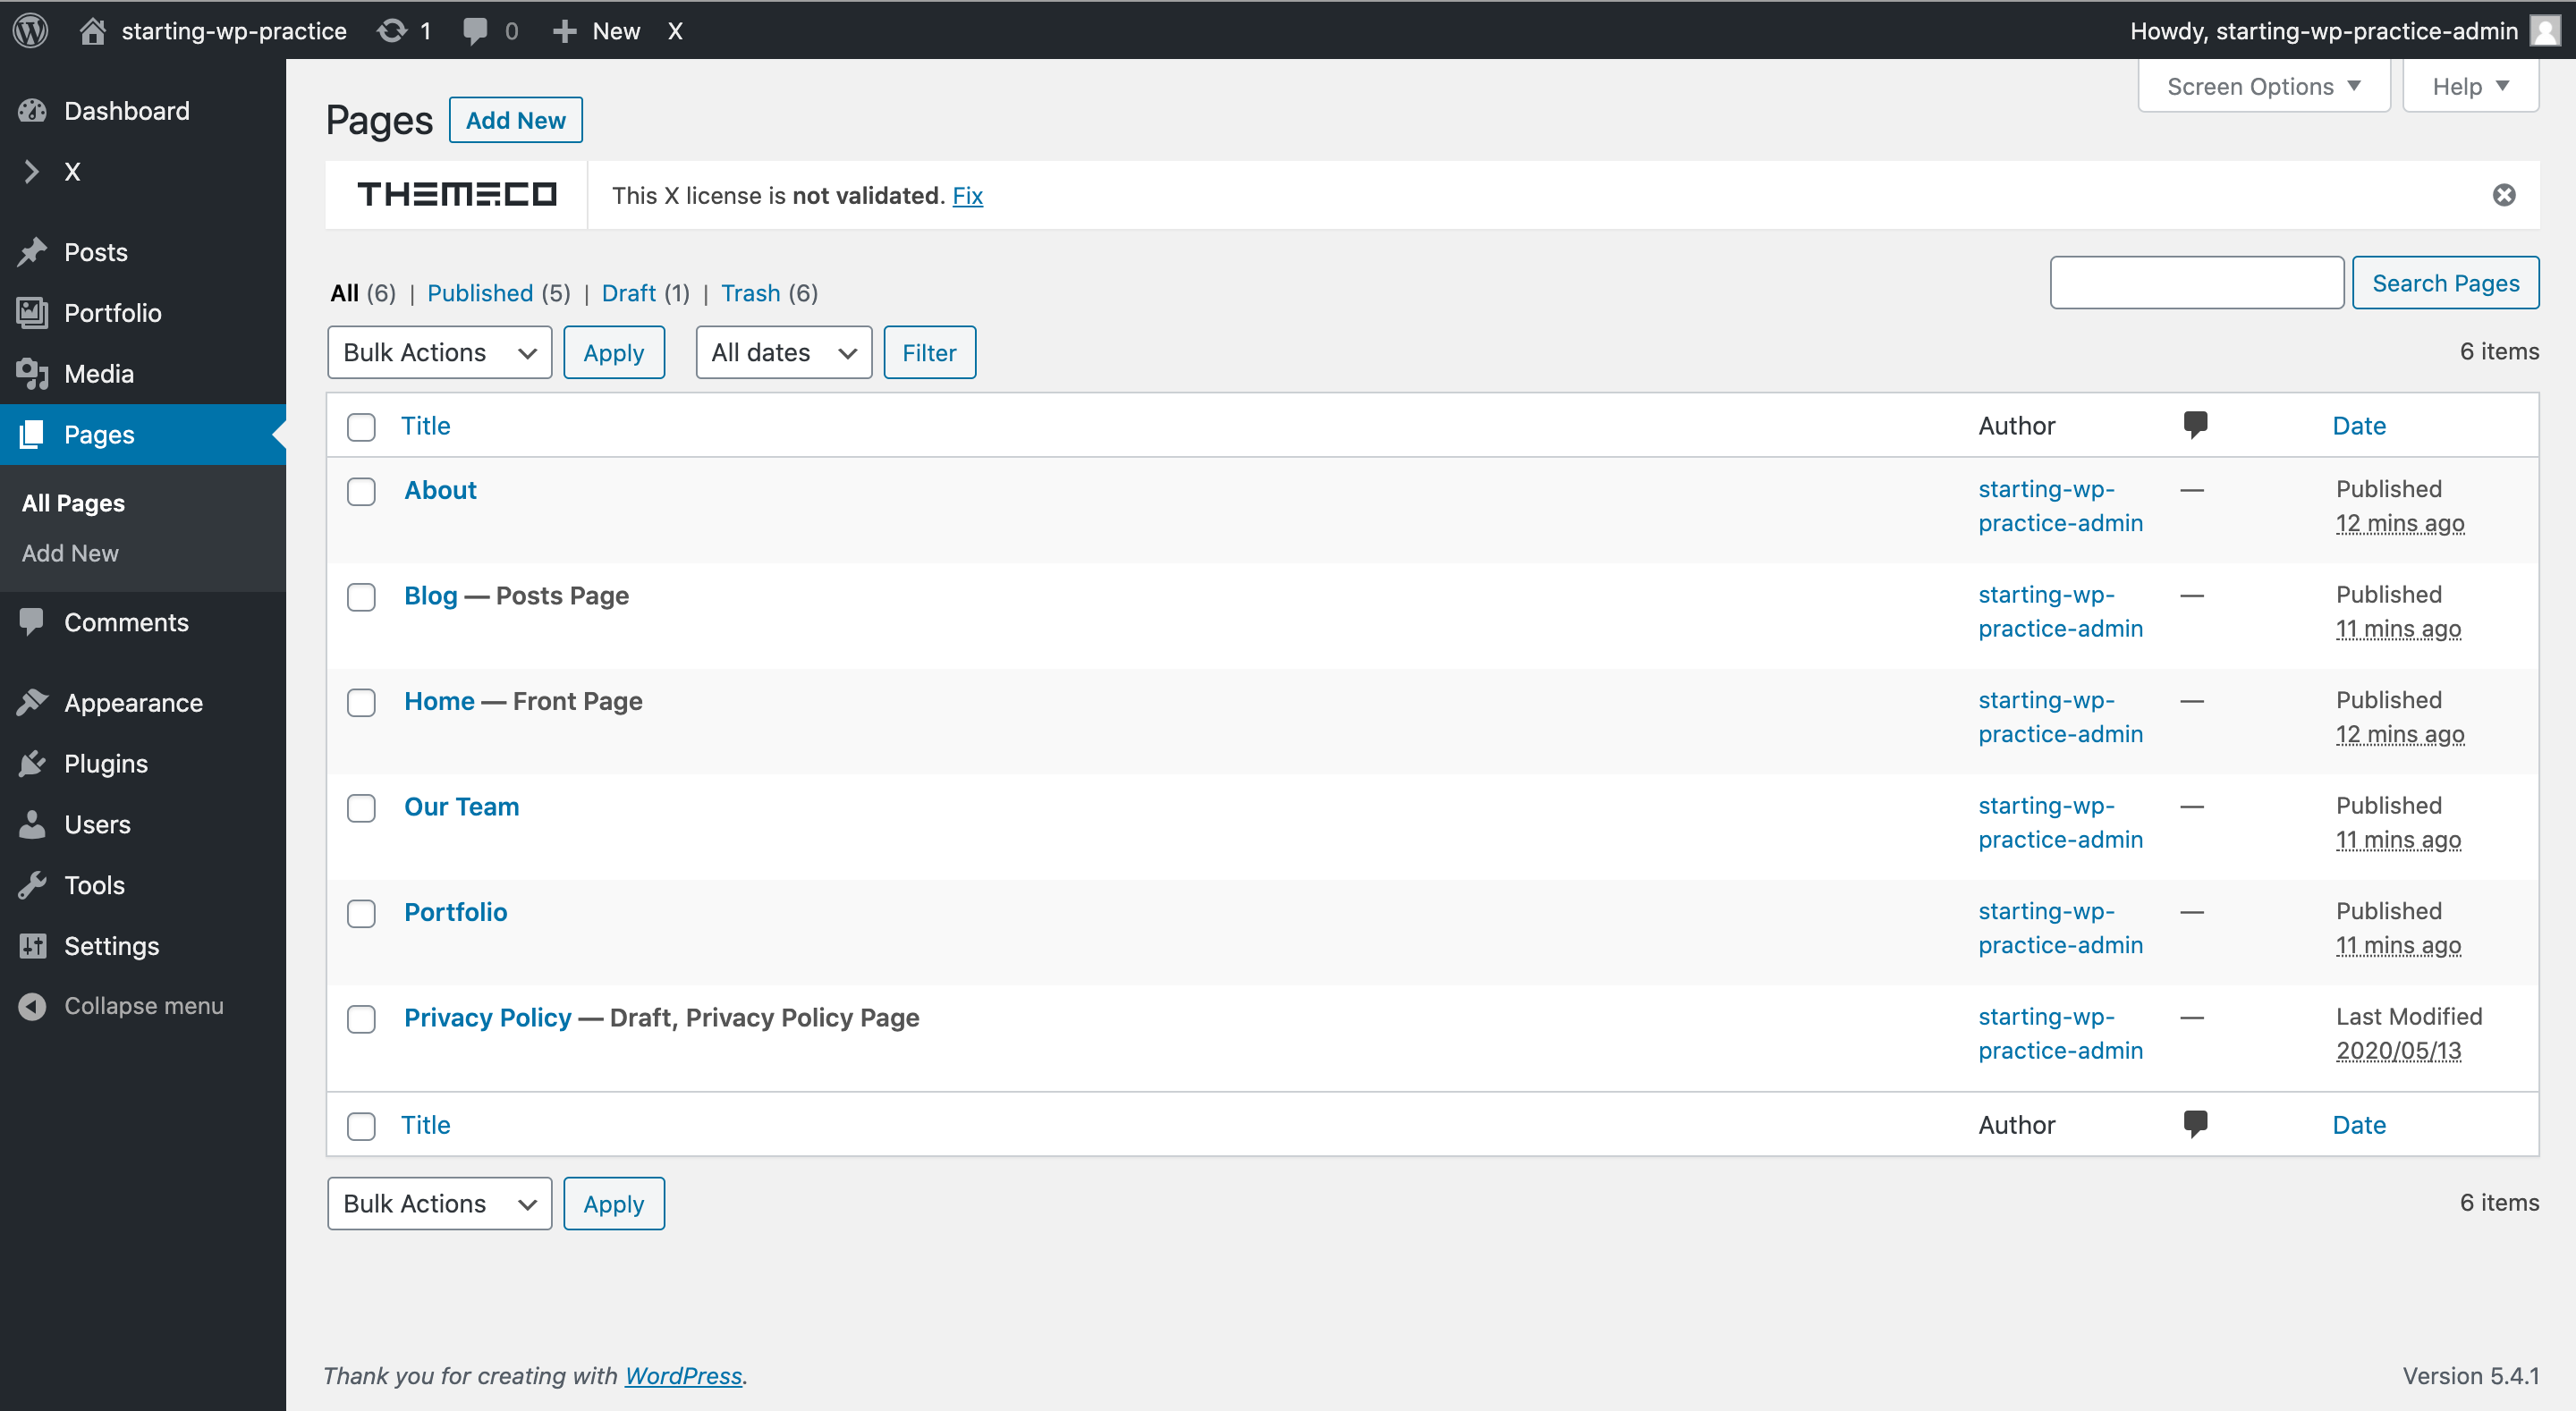 starting-wp-practice 1 0 New X Howdy, starting-wp-practice-admin
Screen Options Help
Dashboard
X
Posts
Portfolio
Media
Pages
All Pages
Add New
Comments
Appearance
Plugins
Users
Tools
Settings
Collapse menu
Pages Add New
THEMECO This X license is not validated. Fix
All (6) | Published (5) | Draft (1) | Trash (6)
Search Pages
Bulk Actions Apply All dates Filter 6 items
Title Author Date
About starting-wp- — Published
practice-admin 12 mins ago
Blog — Posts Page starting-wp- — Published
practice-admin 11 mins ago
Home — Front Page starting-wp- — Published
practice-admin 12 mins ago
Our Team starting-wp- — Published
practice-admin 11 mins ago
Portfolio starting-wp- — Published
practice-admin 11 mins ago
Privacy Policy — Draft, Privacy Policy Page starting-wp- — Last Modified
practice-admin 2020/05/13
Title Author Date
Bulk Actions Apply 6 items
Thank you for creating with WordPress. Version 5.4.1